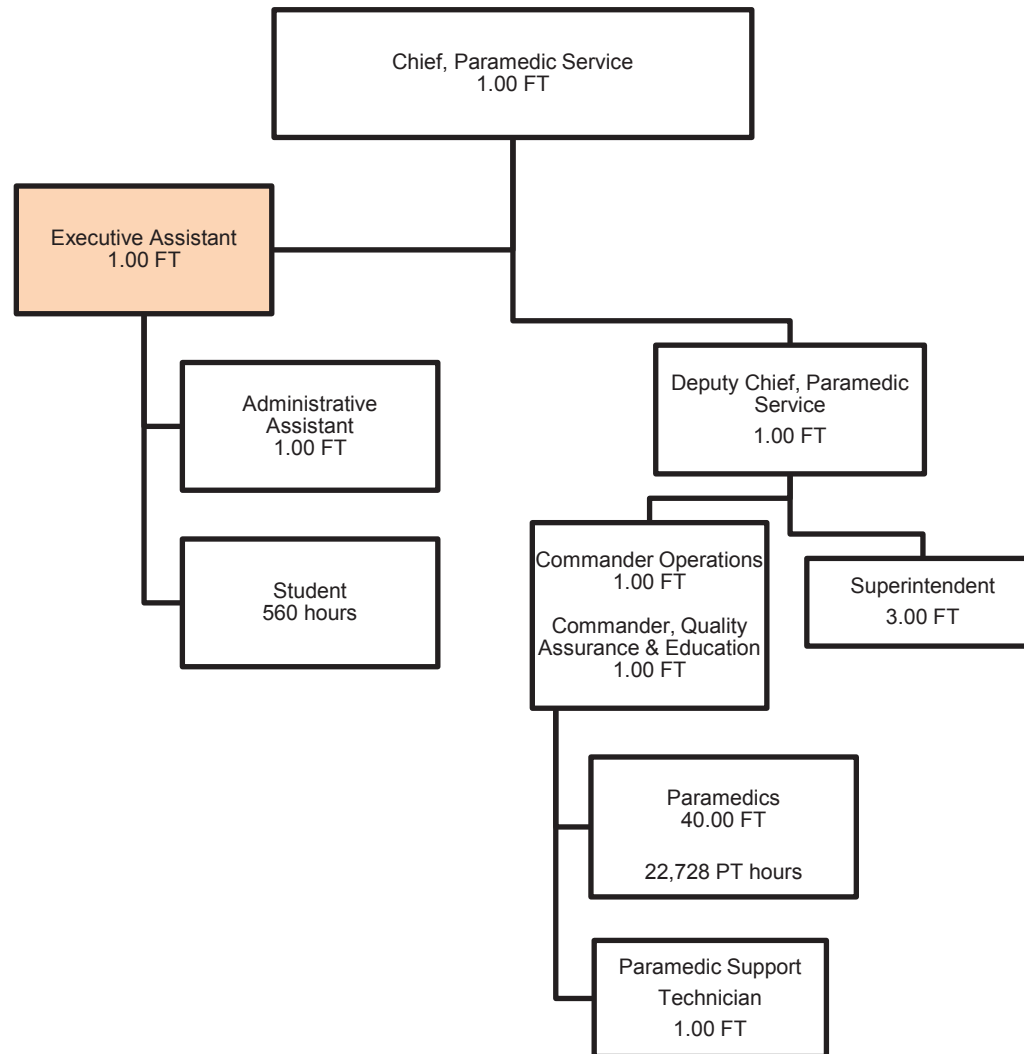 Chief, Paramedic Service
1.00 FT
Executive Assistant
1.00 FT
Administrative
Assistant
1.00 FT
Student
560 hours
Deputy Chief, Paramedic
Service
1.00 FT
Commander Operations
1.00 FT
Commander, Quality
Assurance & Education
1.00 FT
Superintendent
3.00 FT
Paramedics
40.00 FT
22,728 PT hours
Paramedic Support
Technician
1.00 FT